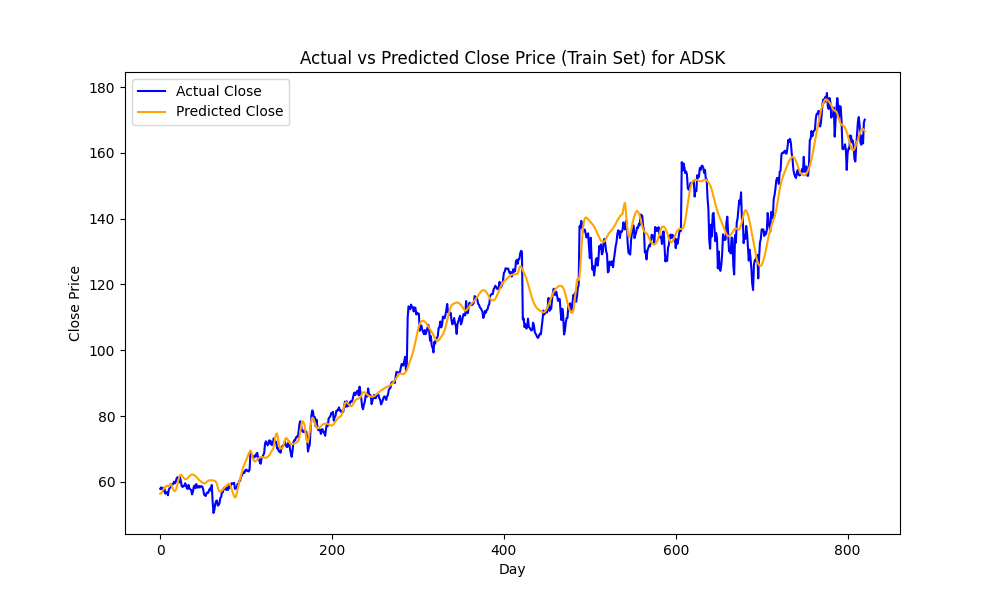 Actual vs Predicted Close Price (Train Set) for ADSK
Actual Close
Predicted Close
Close Price
180
160
140
120
100
80
60
0 200 400 600 800
Day